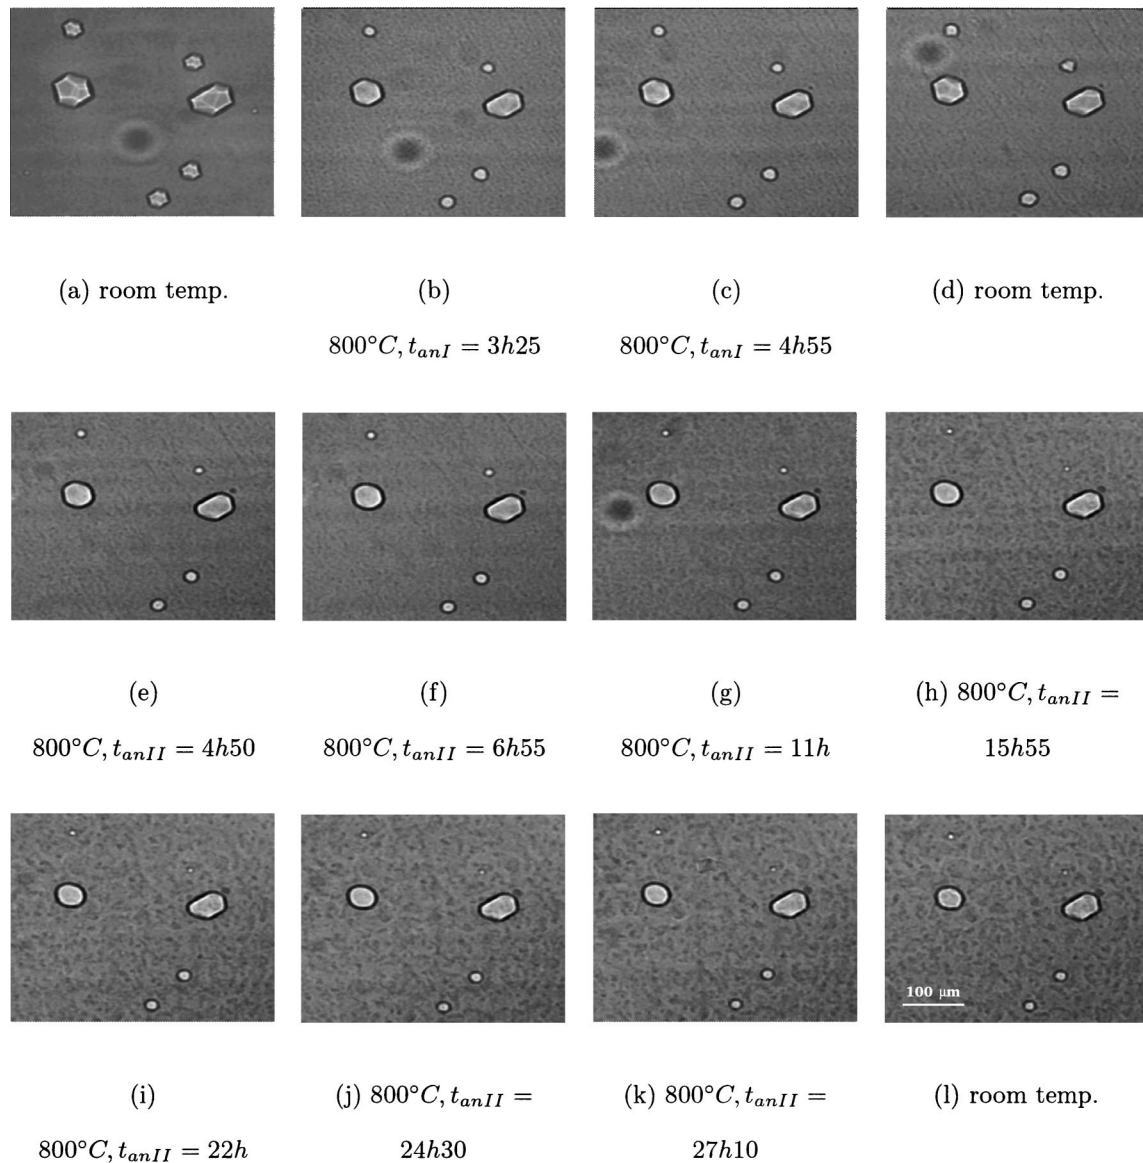 (a) room temp.
(b)
(c)
(d) room temp.
800°C, t_{anI} = 3h25
800°C, t_{anI} = 4h55
(e)
(f)
(g)
(h) 800°C, t_{anII} =
800°C, t_{anII} = 4h50
800°C, t_{anII} = 6h55
800°C, t_{anII} = 11h
15h55
100 μm
(i)
(j) 800°C, t_{anII} =
(k) 800°C, t_{anII} =
(l) room temp.
800°C, t_{anII} = 22h
24h30
27h10